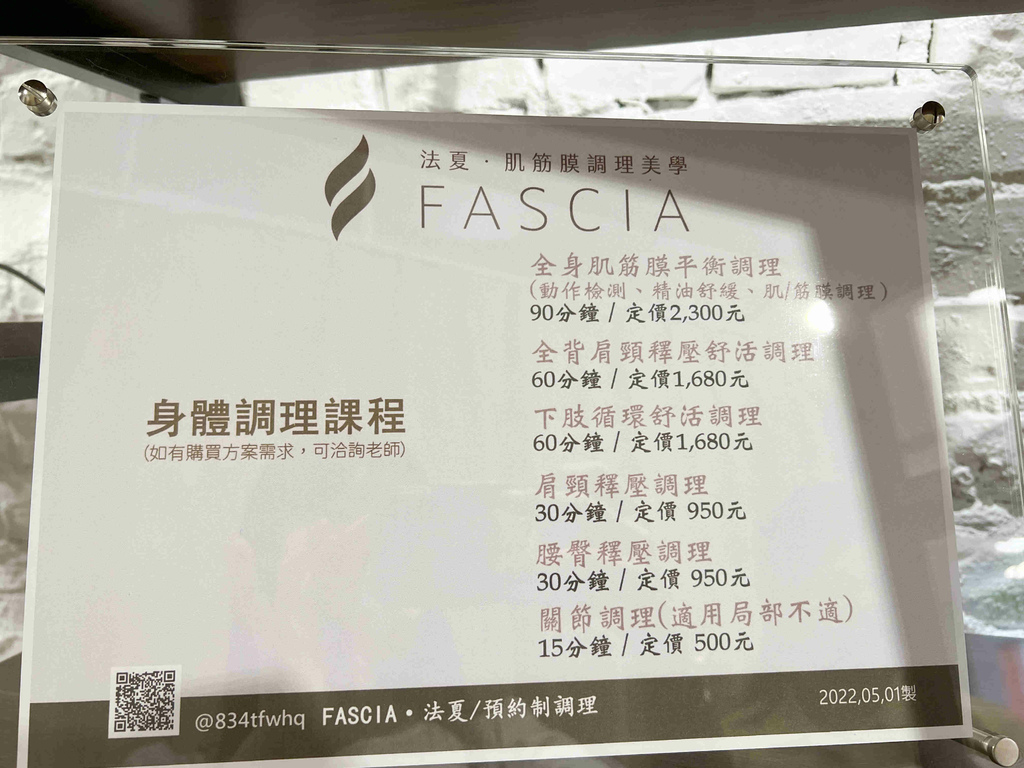 法夏．肌筋膜調理美學
FASCIA
身體調理課程
(如有購買方案需求，可洽詢老師)
全身肌筋膜平衡調理
(動作檢測、精油舒緩、肌/筋膜調理)
90分鐘 / 定價2,300元
全背肩頸釋壓舒活調理
60分鐘 / 定價1,680元
下肢循環舒活調理
60分鐘 / 定價1,680元
肩頸釋壓調理
30分鐘 / 定價 950元
腰臀釋壓調理
30分鐘 / 定價 950元
關節調理(適用局部不適)
15分鐘 / 定價 500元
@834tfwhq FASCIA•法夏/預約制調理
2022,05,01製